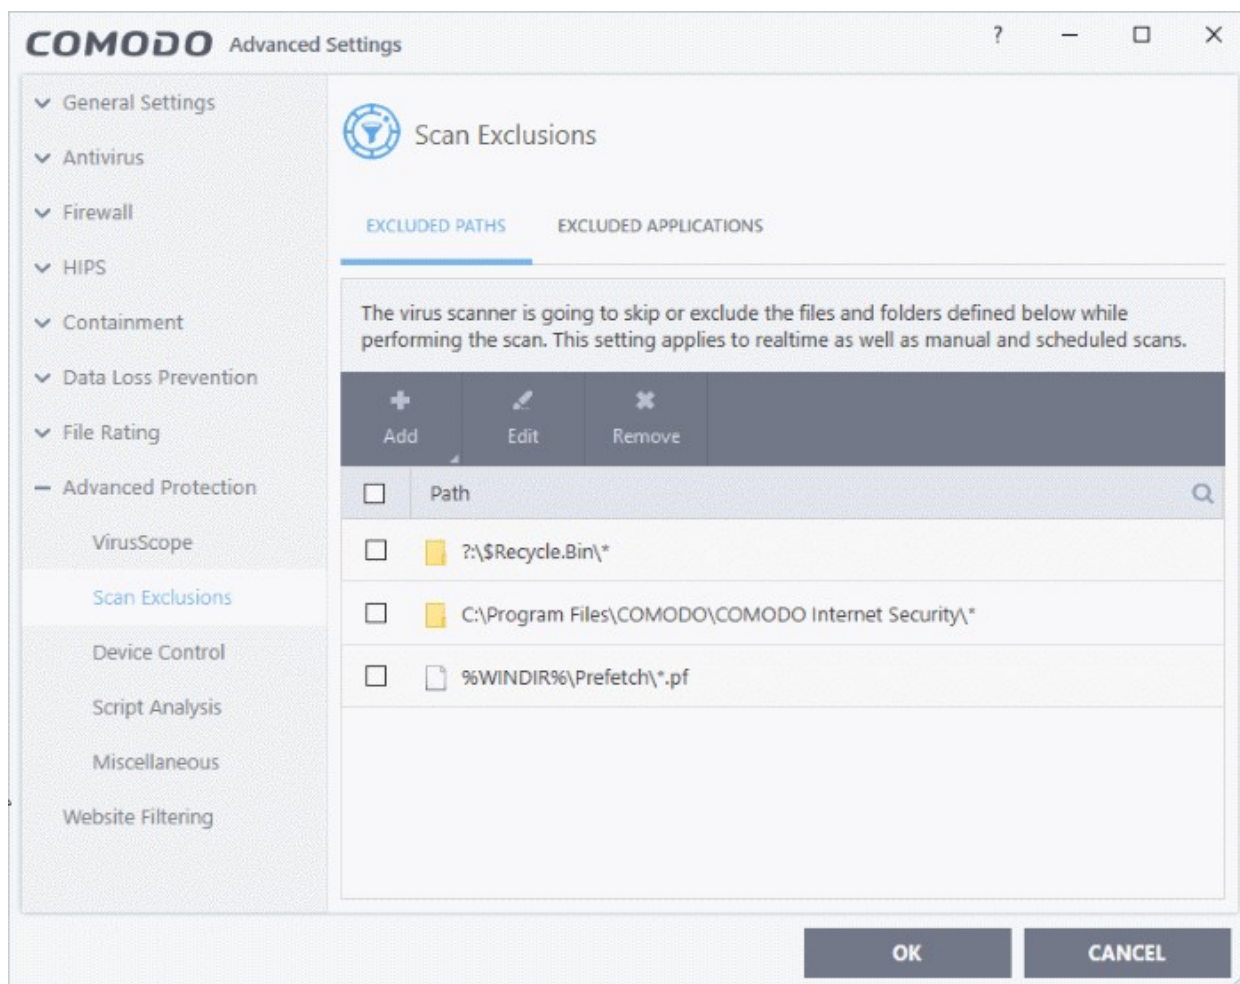 COMODO Advanced Settings ?
General Settings
Antivirus
Firewall
HIPS
Containment
Data Loss Prevention
File Rating
Advanced Protection
VirusScope
Scan Exclusions
Device Control
Script Analysis
Miscellaneous
Website Filtering
Scan Exclusions
EXCLUDED PATHS EXCLUDED APPLICATIONS
The virus scanner is going to skip or exclude the files and folders defined below while
performing the scan. This setting applies to realtime as well as manual and scheduled scans.
Add Edit Remove
Path
?:\$Recycle.Bin\*
C:\Program Files\COMODO\COMODO Internet Security\*
%WINDIR%\Prefetch\*.pf
OK CANCEL